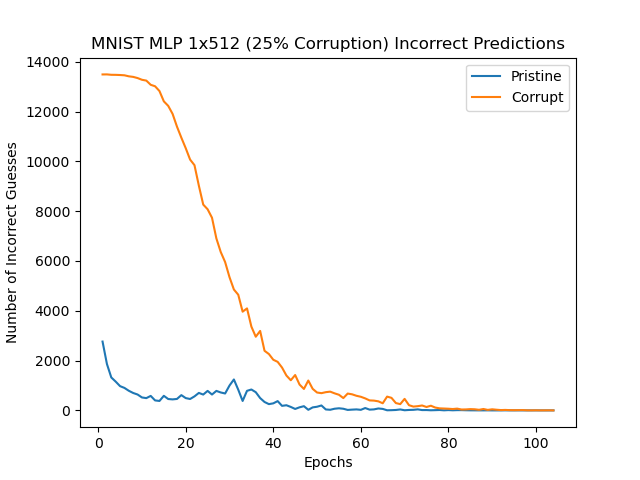 MNIST MLP 1x512 (25% Corruption) Incorrect Predictions
Number of Incorrect Guesses
14000
12000
10000
8000
6000
4000
2000
0
Pristine
Corrupt
0 20 40 60 80 100
Epochs